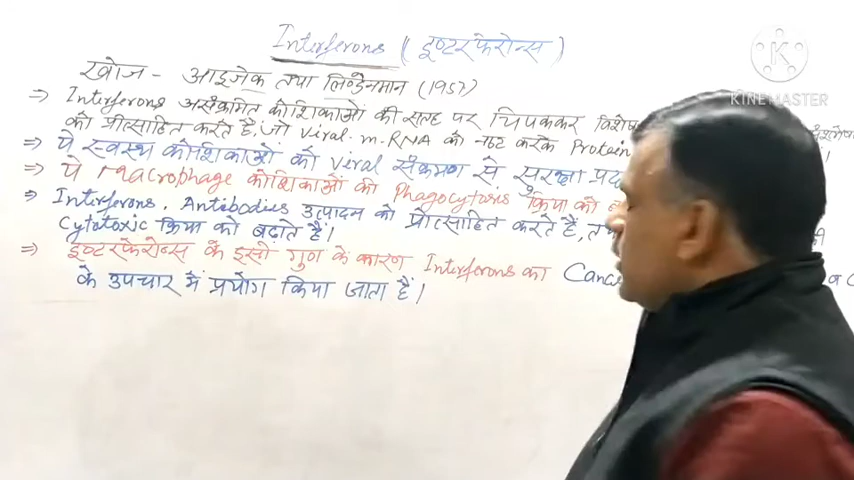 Interferons ( इण्टरफेरोन्स )
खोज - आइजेक तथा लिण्डेनमान (1957)
⇒ Interferons असंक्रमित कोशिकाओं की सतह पर चिपककर विशेष
को प्रोत्साहित करते हैं, जो viral m.RNA को नष्ट करके Protein
⇒ ये स्वस्थ कोशिकाओं को viral संक्रमण से सुरक्षा
⇒ ये Macrophage कोशिकाओं की Phagocytosis क्रिया को
⇒ Interferons, Antibodies उत्पादन को प्रोत्साहित करते हैं,
Cytotoxic क्रिया को बढ़ाते हैं।
⇒ इण्टरफेरोन्स के इसी गुण के कारण Interferons का
के उपचार में प्रयोग किया जाता है।
KINEMASTER